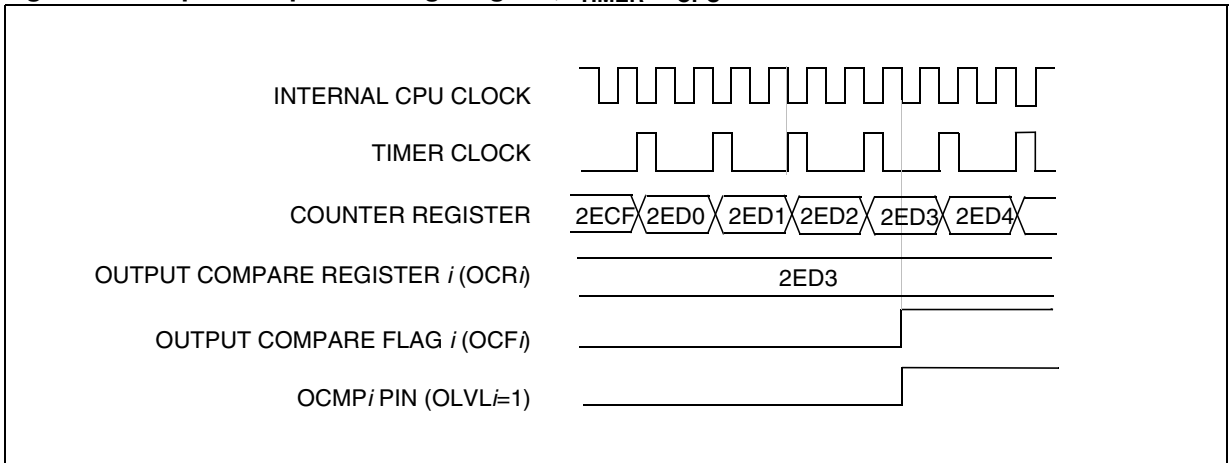 INTERNAL CPU CLOCK
TIMER CLOCK
COUNTER REGISTER
2ECF 2ED0 2ED1 2ED2 2ED3 2ED4
OUTPUT COMPARE REGISTER i (OCRi)
2ED3
OUTPUT COMPARE FLAG i (OCFi)
OCMPi PIN (OLVLi=1)